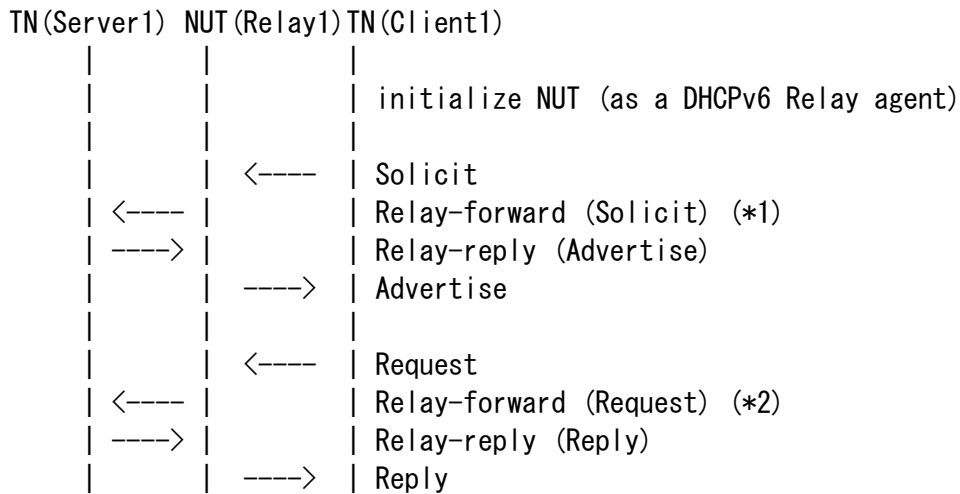 TN(Server1) NUT(Relay1)TN(Client1)
| | |
| | | initialize NUT (as a DHCPv6 Relay agent)
| | |
| | <---- | Solicit
| <---- | | Relay-forward (Solicit) (*1)
| ----> | | Relay-reply (Advertise)
| | ----> | Advertise
| | |
| | <---- | Request
| <---- | | Relay-forward (Request) (*2)
| ----> | | Relay-reply (Reply)
| | ----> | Reply